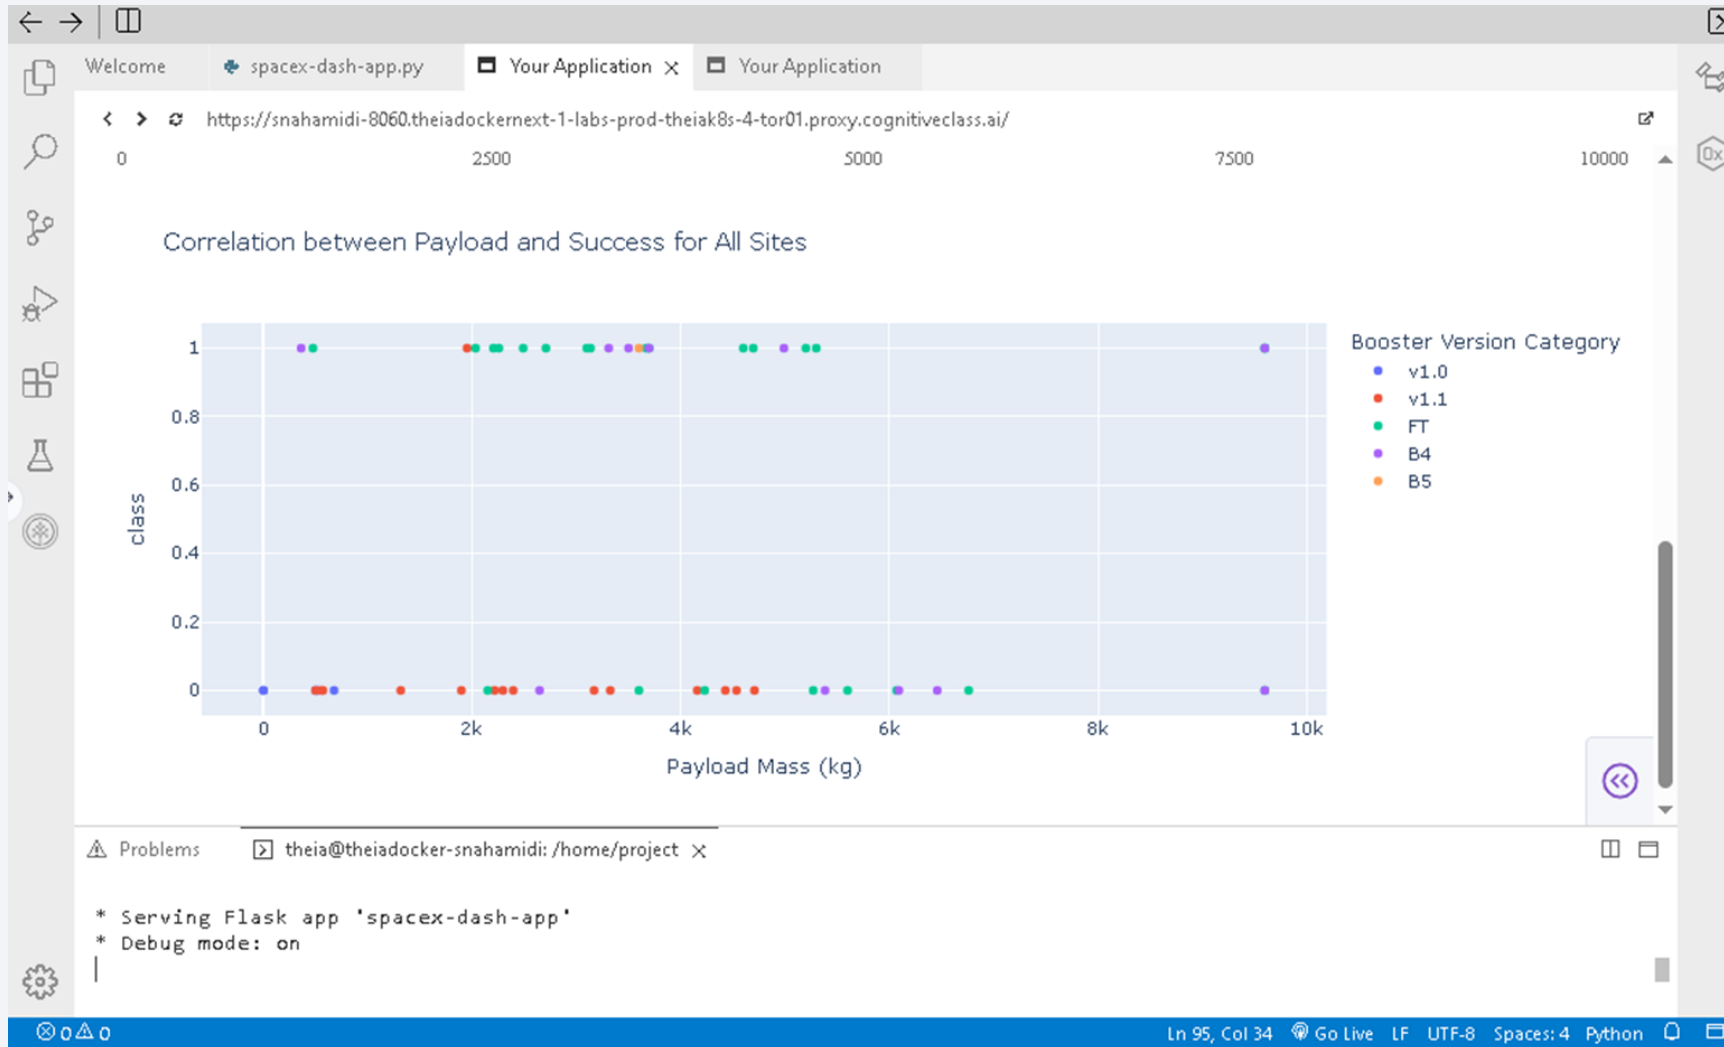 Welcome
spacex-dash-app.py
Your Application
Your Application
https://snahamidi-8060.theiadockernext-1-labs-prod-theiak8s-4-tor01.proxy.cognitiveclass.ai/
0 2500 5000 7500 10000
Correlation between Payload and Success for All Sites
1
0.8
0.6
0.4
0.2
0
class
0 2k 4k 6k 8k 10k
Payload Mass (kg)
Booster Version Category
v1.0
v1.1
FT
B4
B5
Problems
theia@theiadocker-snahamidi: /home/project
* Serving Flask app 'spacex-dash-app'
* Debug mode: on
0 0
Ln 95, Col 34 Go Live LF UTF-8 Spaces: 4 Python
0x